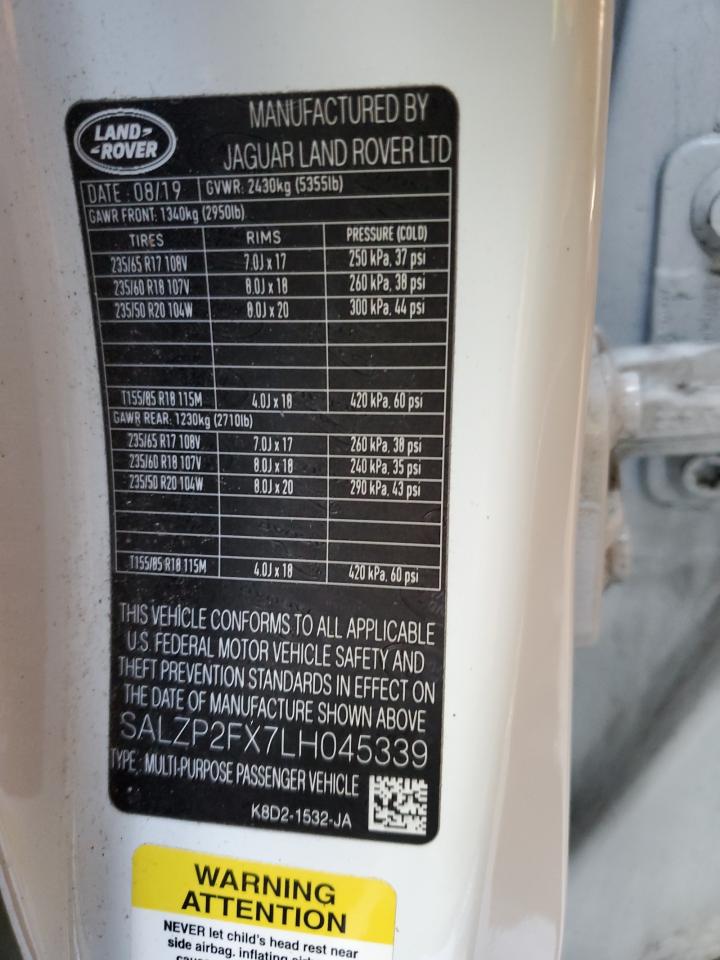 LAND-
-ROVER
MANUFACTURED BY
JAGUAR LAND ROVER LTD
DATE : 08/19 GVWR: 2430kg (5355lb)
GAWR FRONT: 1340kg (2950lb)
TIRES RIMS PRESSURE (COLD)
235/65 R17 108V 7.0J x 17 250 kPa, 37 psi
235/60 R18 107V 8.0J x 18 260 kPa, 38 psi
235/50 R20 104W 8.0J x 20 300 kPa, 44 psi
T155/85 R18 115M 4.0J x 18 420 kPa, 60 psi
GAWR REAR: 1230kg (2710lb)
235/65 R17 108V 7.0J x 17 260 kPa, 38 psi
235/60 R18 107V 8.0J x 18 240 kPa, 35 psi
235/50 R20 104W 8.0J x 20 290 kPa, 43 psi
T155/85 R18 115M 4.0J x 18 420 kPa, 60 psi
THIS VEHICLE CONFORMS TO ALL APPLICABLE
U.S. FEDERAL MOTOR VEHICLE SAFETY AND
THEFT PREVENTION STANDARDS IN EFFECT ON
THE DATE OF MANUFACTURE SHOWN ABOVE
SALZP2FX7LH045339
TYPE: MULTI-PURPOSE PASSENGER VEHICLE
K8D2-1532-JA
WARNING
ATTENTION
NEVER let child's head rest near
side airbag, inflating